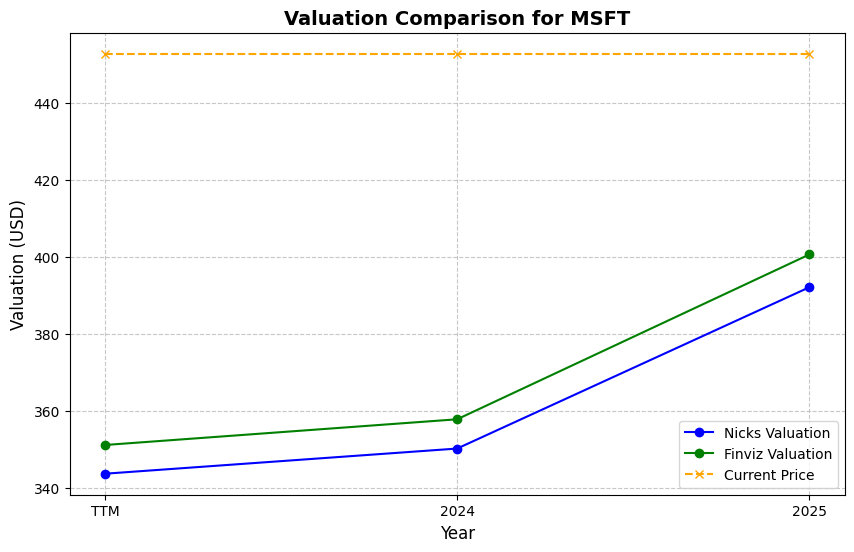 Valuation Comparison for MSFT
Valuation (USD)
440
420
400
380
360
340
TTM
2024
2025
Year
Nicks Valuation
Finviz Valuation
Current Price